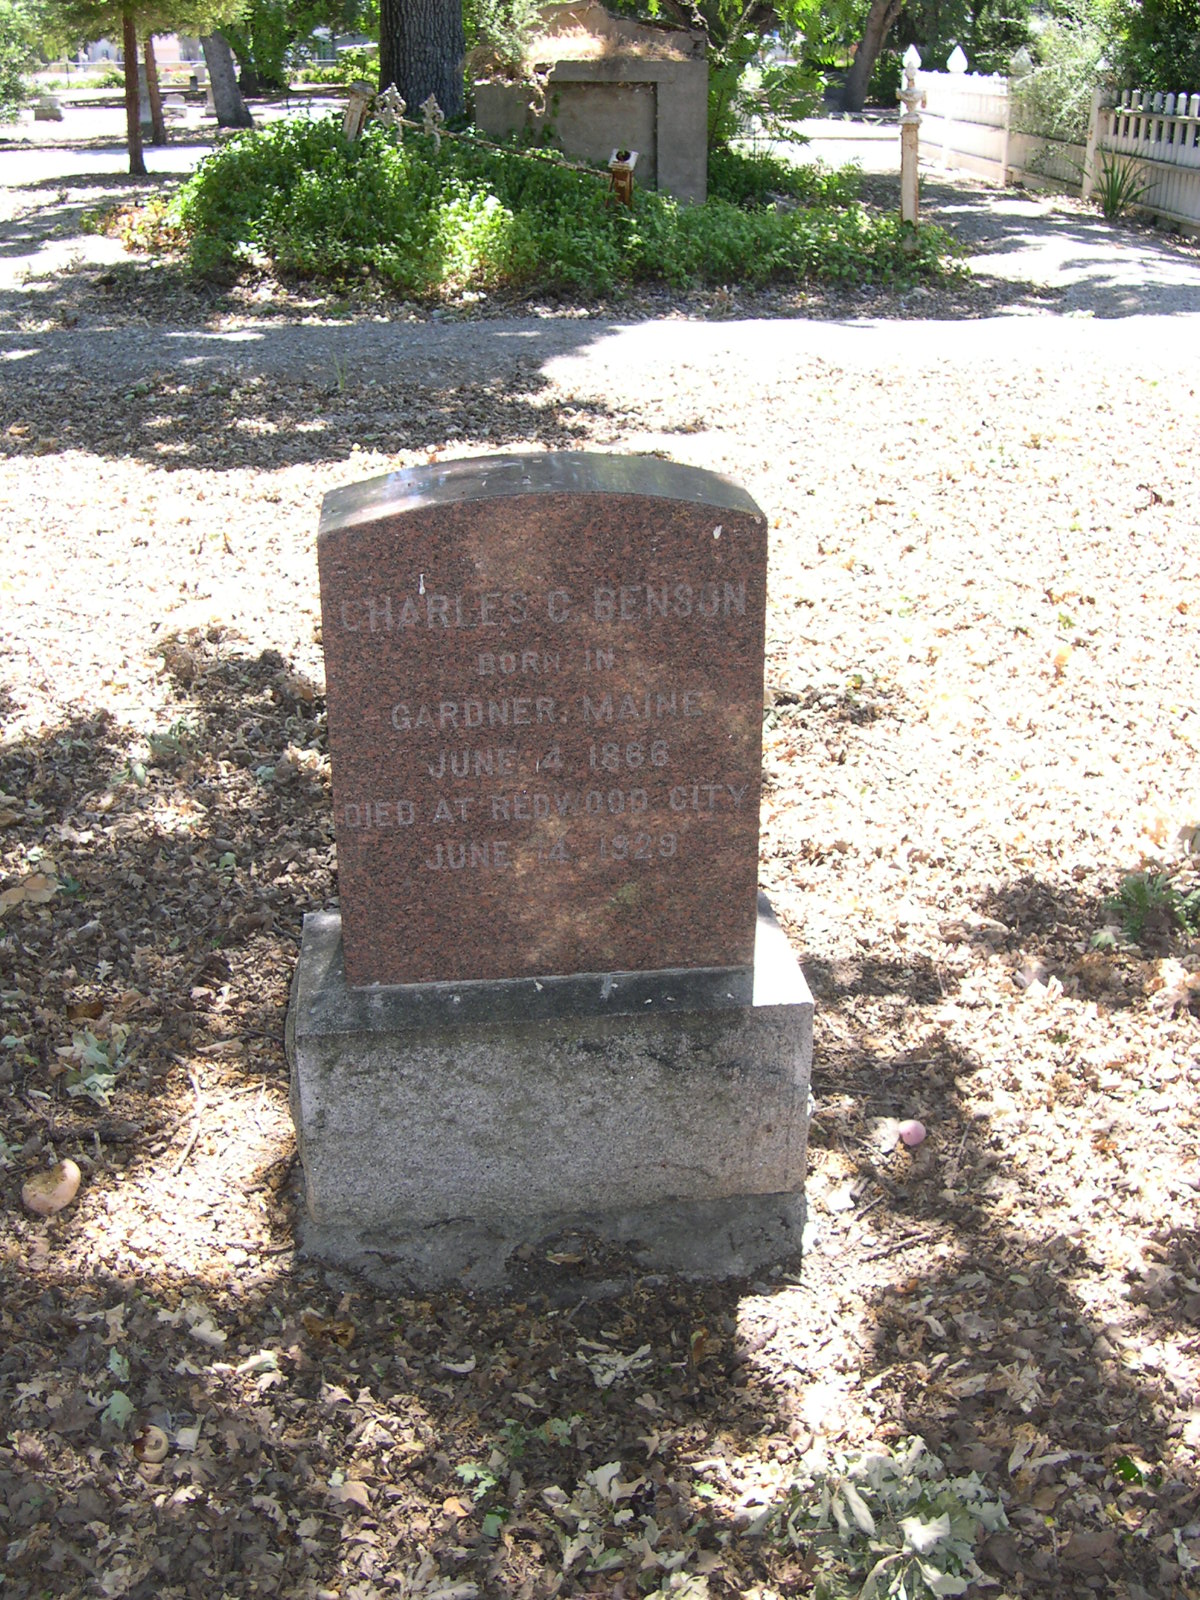 CHARLES C. BENSON
BORN IN
GARDNER, MAINE
JUNE 4, 1866
DIED AT REDWOOD CITY
JUNE 14, 1929